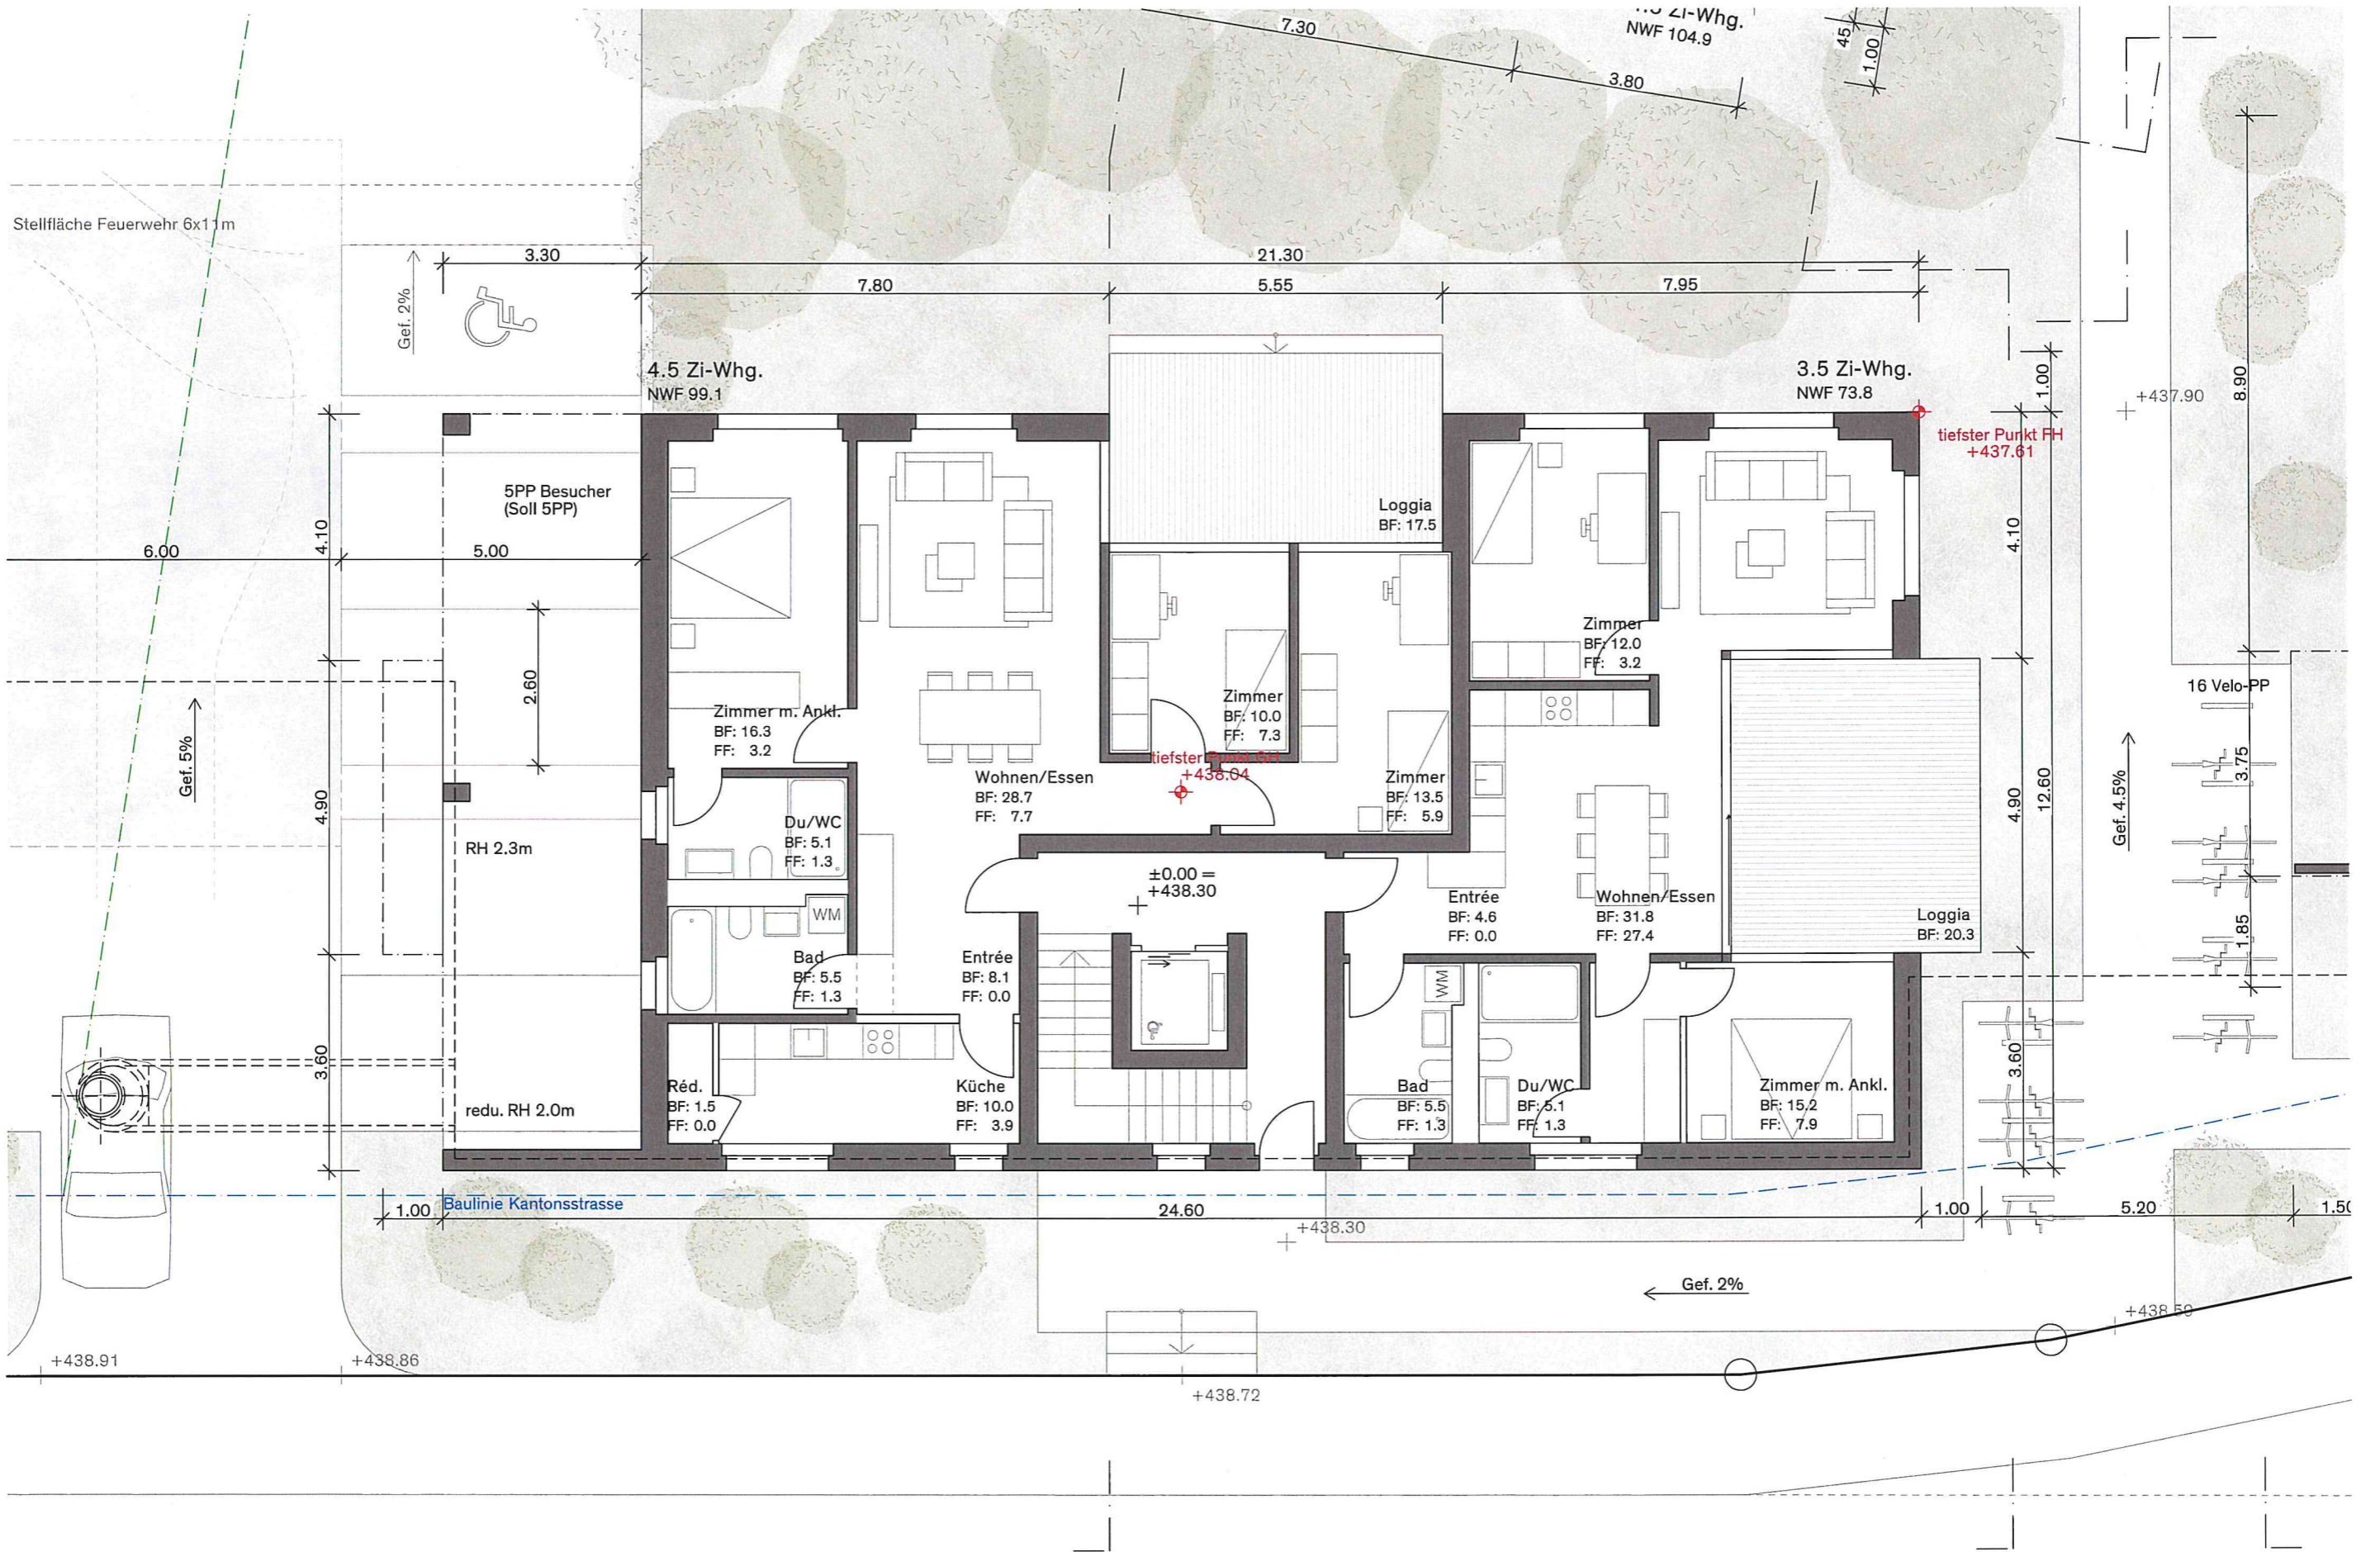 7.30
3.80
NWF 104.9
45
1.00
Stellfläche Feuerwehr 6x11m
Gef. 2%
3.30
21.30
7.80
5.55
7.95
8.90
1.00
4.5 Zi-Whg.
NWF 99.1
3.5 Zi-Whg.
NWF 73.8
+437.90
tiefster Punkt FH
+437.61
5PP Besucher
(Soll 5PP)
Loggia
BF: 17.5
6.00
5.00
4.10
4.10
2.60
Zimmer
BF: 12.0
FF: 3.2
16 Velo-PP
Zimmer m. Ankl.
BF: 16.3
FF: 3.2
Zimmer
BF: 10.0
FF: 7.3
Gef. 5%
tiefster Punkt GH
+438.04
Wohnen/Essen
BF: 28.7
FF: 7.7
Zimmer
BF: 13.5
FF: 5.9
4.90
4.90
12.60
Gef. 4.5%
3.75
RH 2.3m
Du/WC
BF: 5.1
FF: 1.3
±0.00 =
+438.30
WM
Entrée
BF: 4.6
FF: 0.0
Wohnen/Essen
BF: 31.8
FF: 27.4
Loggia
BF: 20.3
1.85
Bad
BF: 5.5
FF: 1.3
Entrée
BF: 8.1
FF: 0.0
WM
3.60
3.60
redu. RH 2.0m
Réd.
BF: 1.5
FF: 0.0
Küche
BF: 10.0
FF: 3.9
Bad
BF: 5.5
FF: 1.3
Du/WC
BF: 5.1
FF: 1.3
Zimmer m. Ankl.
BF: 15.2
FF: 7.9
Baulinie Kantonsstrasse
1.00
24.60
1.00
5.20
+438.30
Gef. 2%
+438.91
+438.86
+438.72